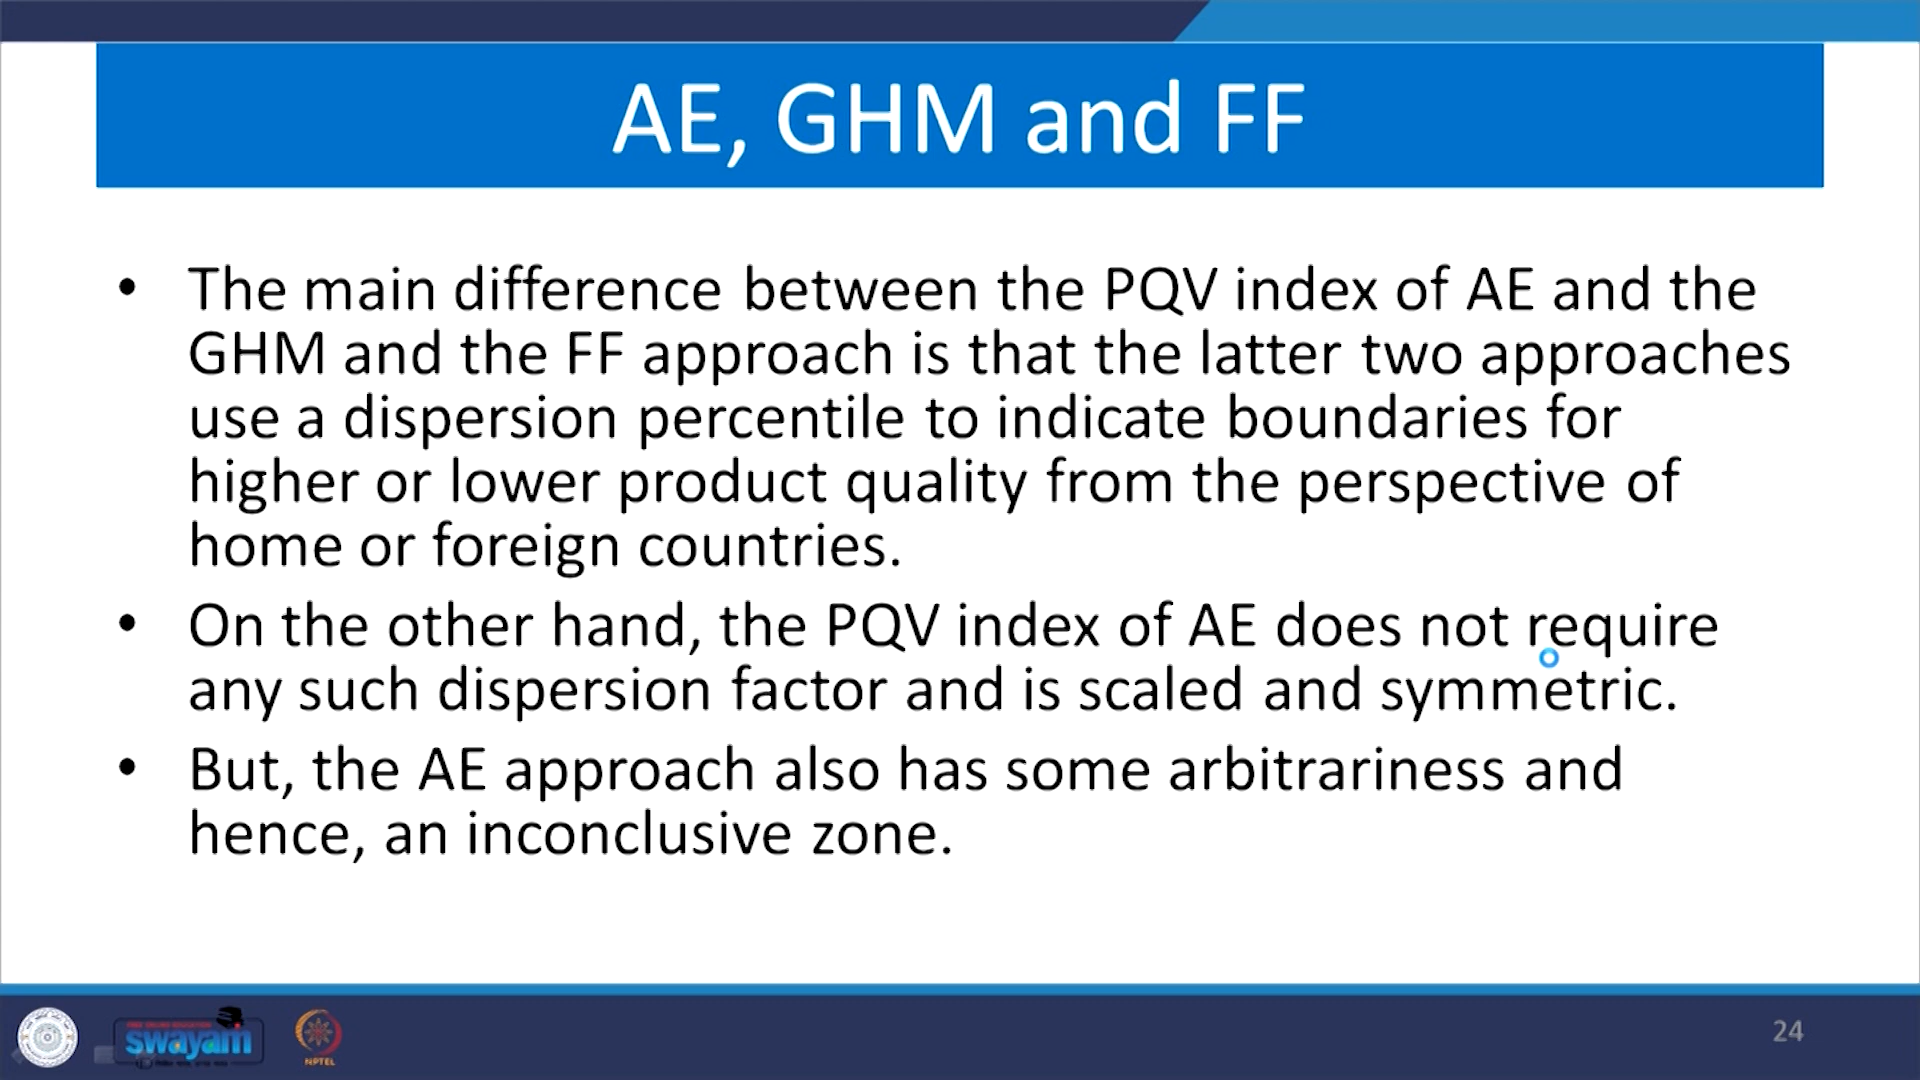 AE, GHM and FF
• The main difference between the PQV index of AE and the
GHM and the FF approach is that the latter two approaches
use a dispersion percentile to indicate boundaries for
higher or lower product quality from the perspective of
home or foreign countries.
• On the other hand, the PQV index of AE does not require
any such dispersion factor and is scaled and symmetric.
• But, the AE approach also has some arbitrariness and
hence, an inconclusive zone.
swayam
NPTEL
24